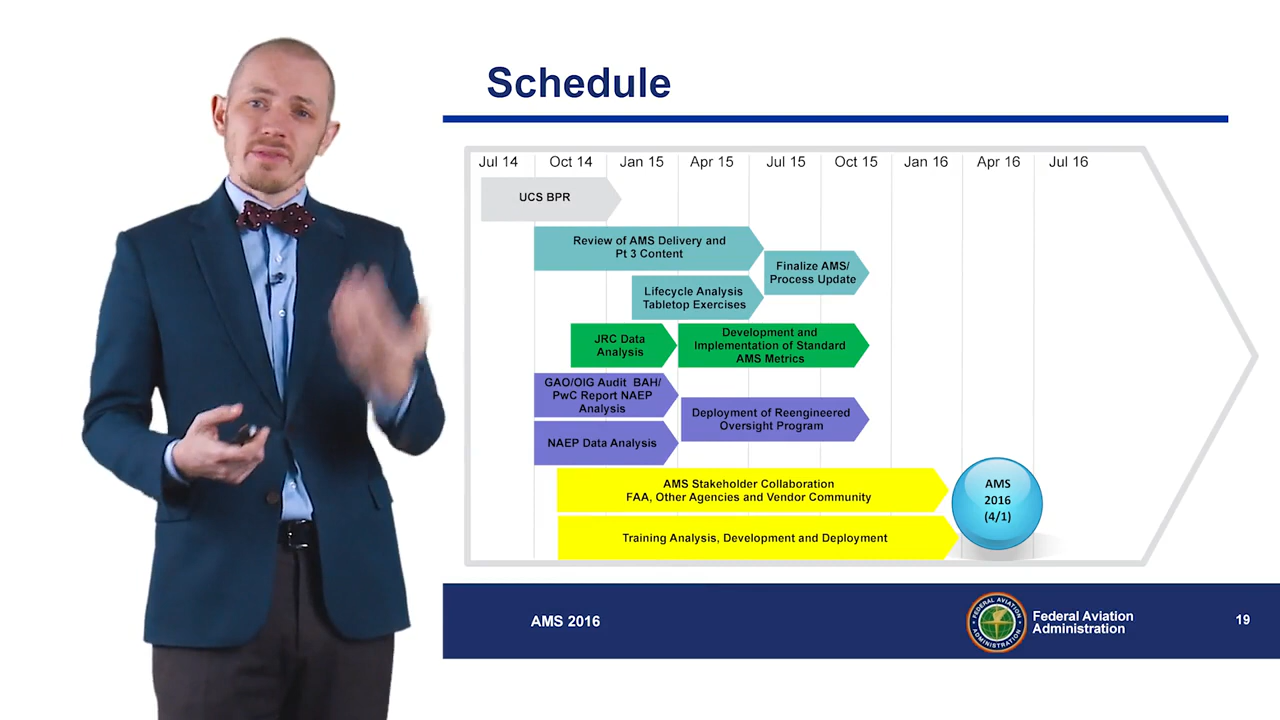 Schedule
Jul 14 Oct 14 Jan 15 Apr 15 Jul 15 Oct 15 Jan 16 Apr 16 Jul 16
UCS BPR
Review of AMS Delivery and
Pt 3 Content
Finalize AMS/
Process Update
Lifecycle Analysis
Tabletop Exercises
JRC Data
Analysis
Development and
Implementation of Standard
AMS Metrics
GAO/OIG Audit BAH/
PwC Report NAEP
Analysis
Deployment of Reengineered
Oversight Program
NAEP Data Analysis
AMS Stakeholder Collaboration
FAA, Other Agencies and Vendor Community
AMS
2016
(4/1)
Training Analysis, Development and Deployment
AMS 2016
FEDERAL AVIATION
ADMINISTRATION
Federal Aviation
Administration
19